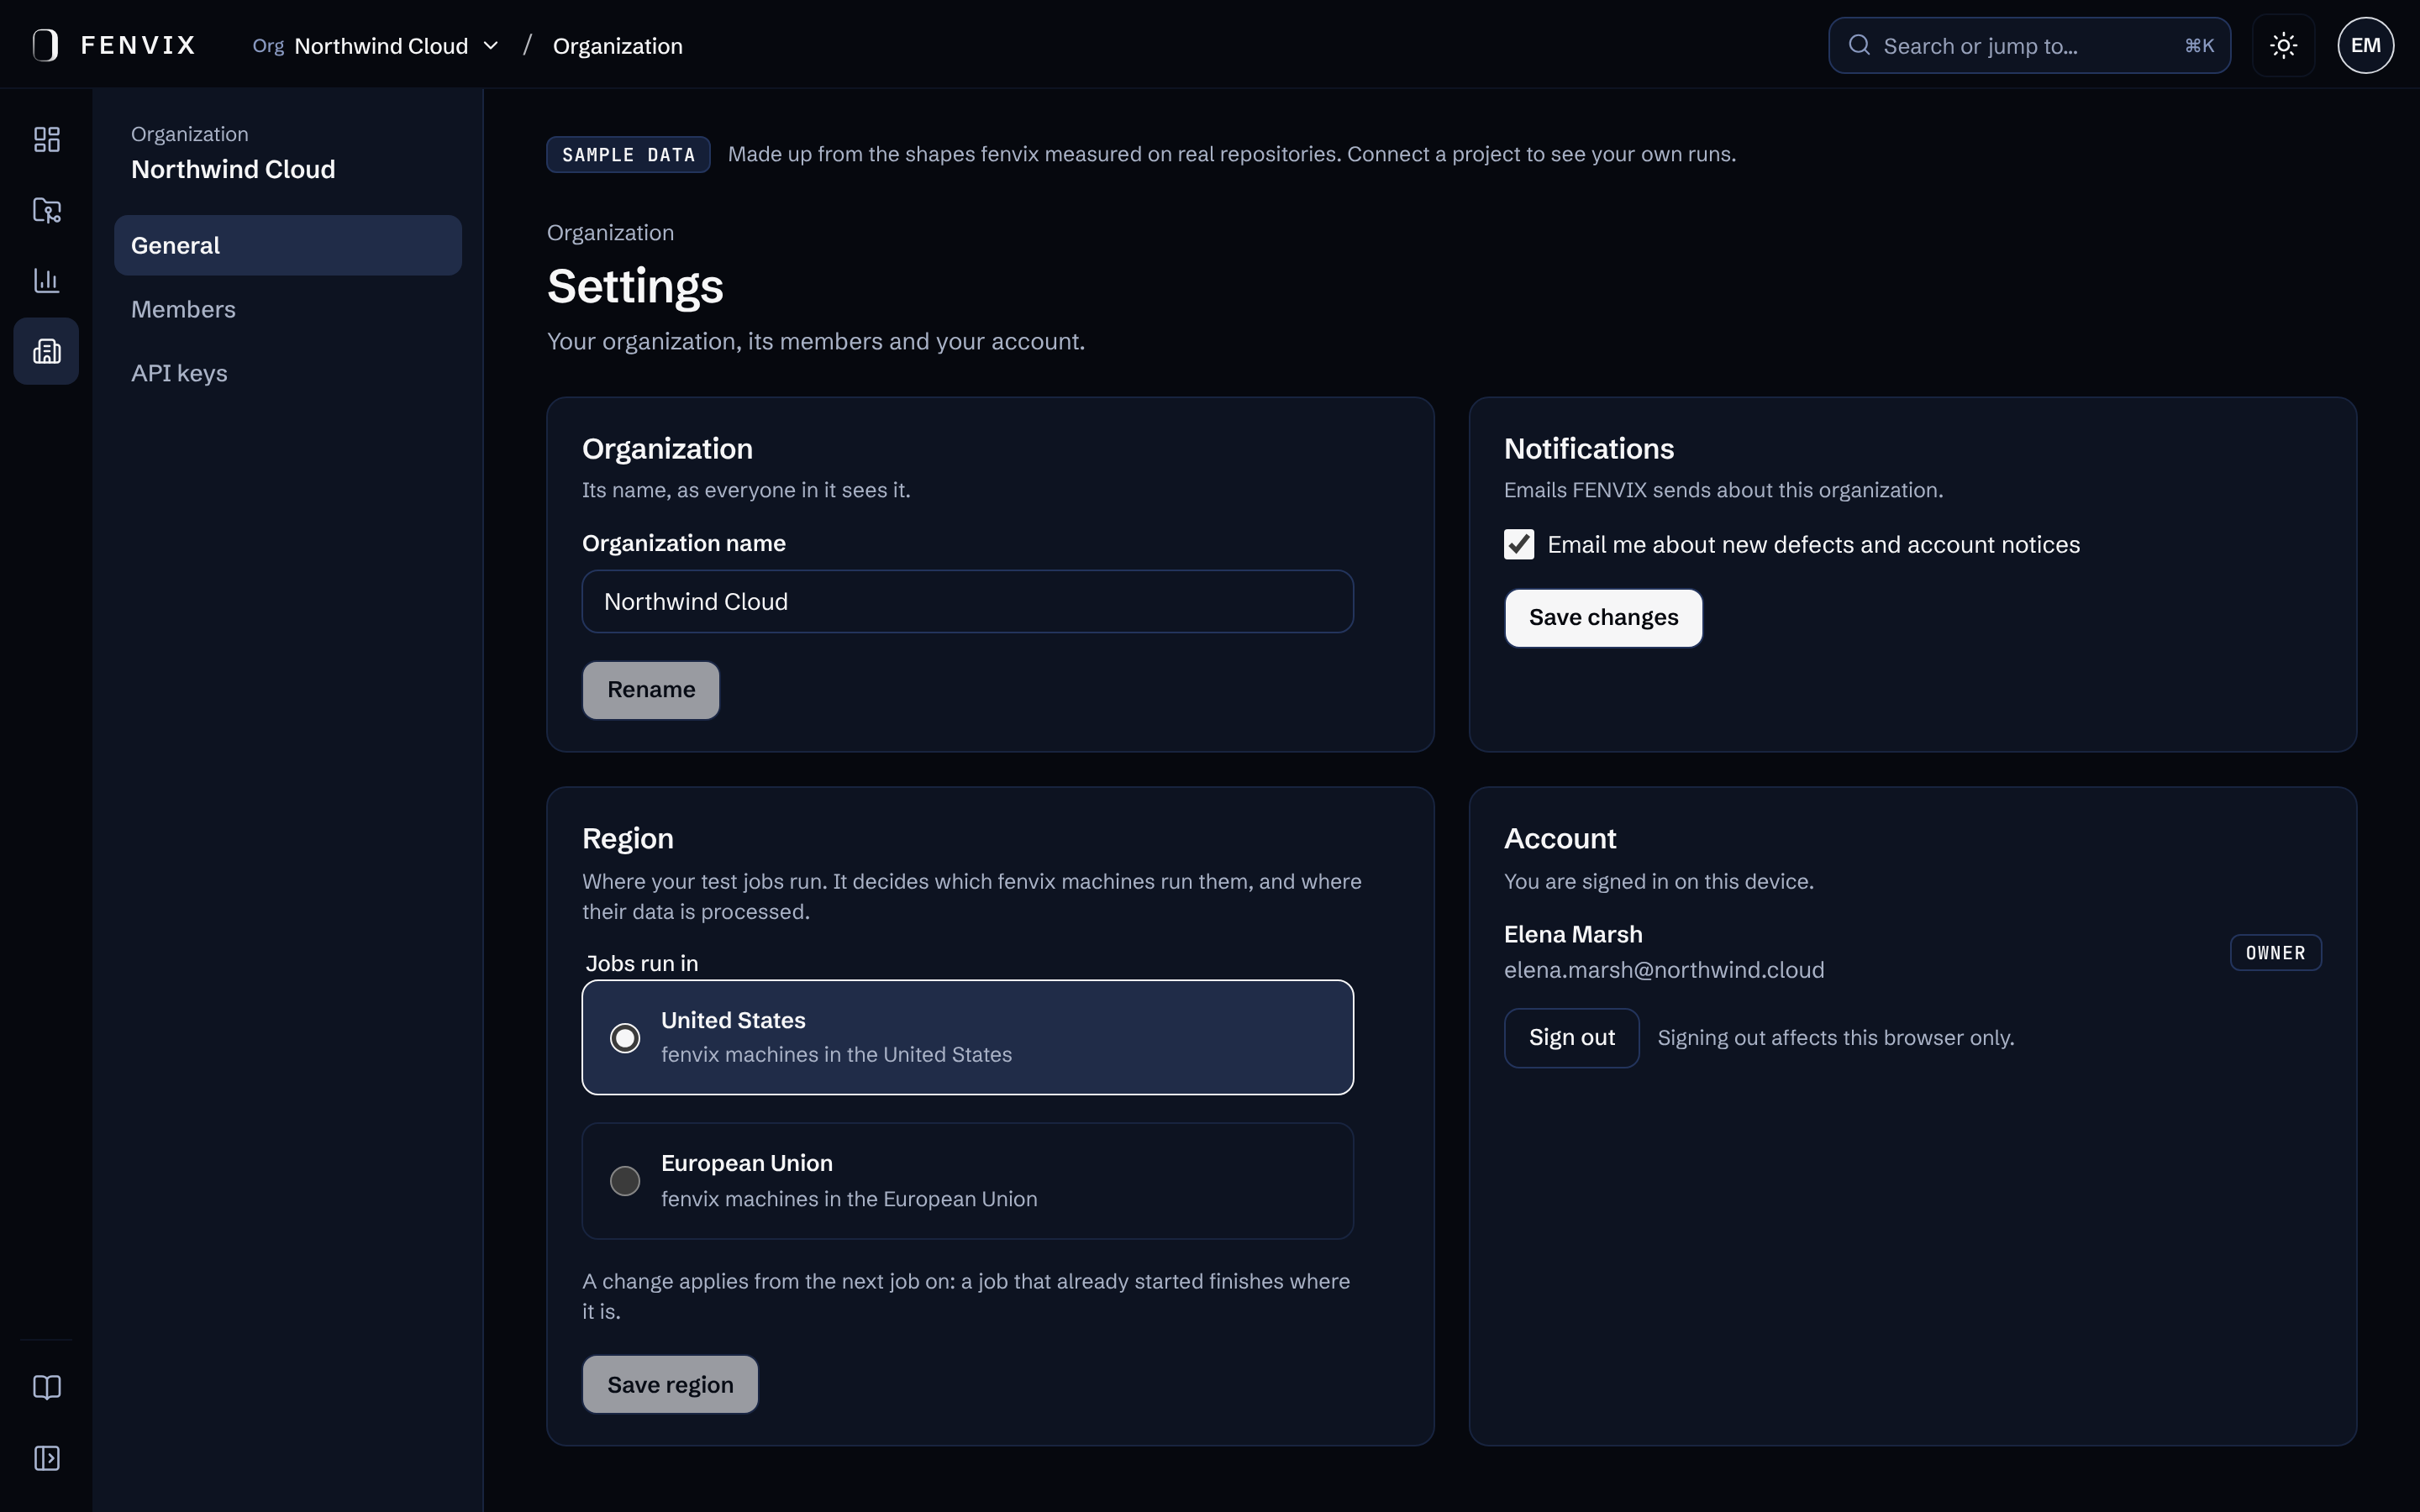 FENVIX
Org Northwind Cloud / Organization
Search or jump to... ⌘K
EM
Organization
Northwind Cloud
General
Members
API keys
SAMPLE DATA Made up from the shapes fenvix measured on real repositories. Connect a project to see your own runs.
Organization
Settings
Your organization, its members and your account.
Organization
Its name, as everyone in it sees it.
Organization name
Northwind Cloud
Rename
Notifications
Emails FENVIX sends about this organization.
Email me about new defects and account notices
Save changes
Region
Where your test jobs run. It decides which fenvix machines run them, and where
their data is processed.
Jobs run in
United States
fenvix machines in the United States
European Union
fenvix machines in the European Union
A change applies from the next job on: a job that already started finishes where
it is.
Save region
Account
You are signed in on this device.
Elena Marsh
elena.marsh@northwind.cloud
OWNER
Sign out
Signing out affects this browser only.